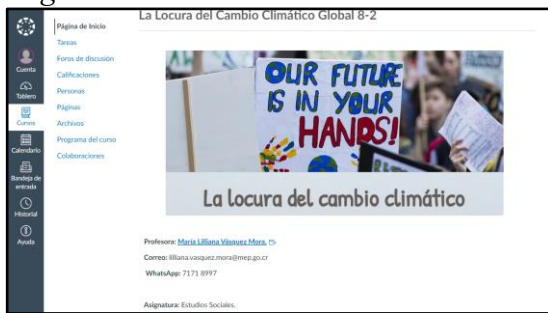 La Locura del Cambio Climático Global 8-2
Página de Inicio
Tareas
Foros de discusión
Calificaciones
Personas
Páginas
Archivos
Programa del curso
Colaboraciones
Cuenta
Tablero
Cursos
Calendario
Bandeja de
entrada
Historial
Ayuda
OUR FUTURE
IS IN YOUR
HANDS!
La locura del cambio climático
Profesora: María Lilliana Vásquez Mora.
Correo: lilliana.vasquez.mora@mep.go.cr
WhatsApp: 7171 8997
Asignatura: Estudios Sociales.